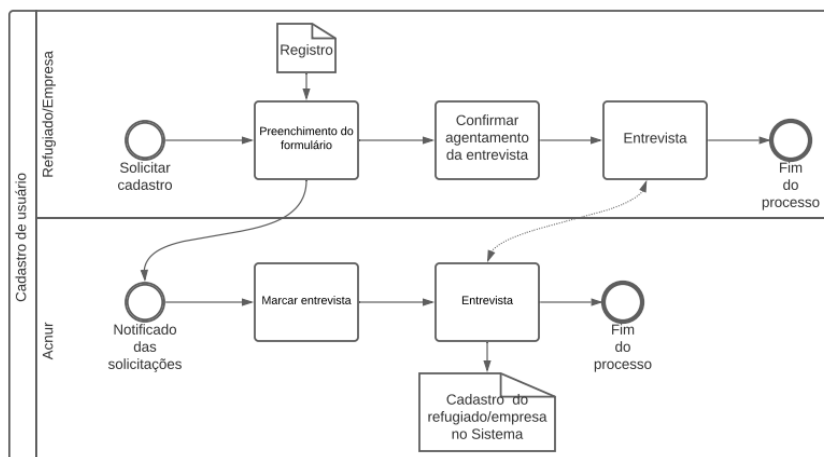 Cadastro de usuário
Refugiado/Empresa
Registro
Solicitar
cadastro
Preenchimento do
formulário
Confirmar
agentamento
da entrevista
Entrevista
Fim
do
processo
Acnur
Notificado
das
solicitações
Marcar entrevista
Entrevista
Fim
do
processo
Cadastro do
refugiado/empresa
no Sistema